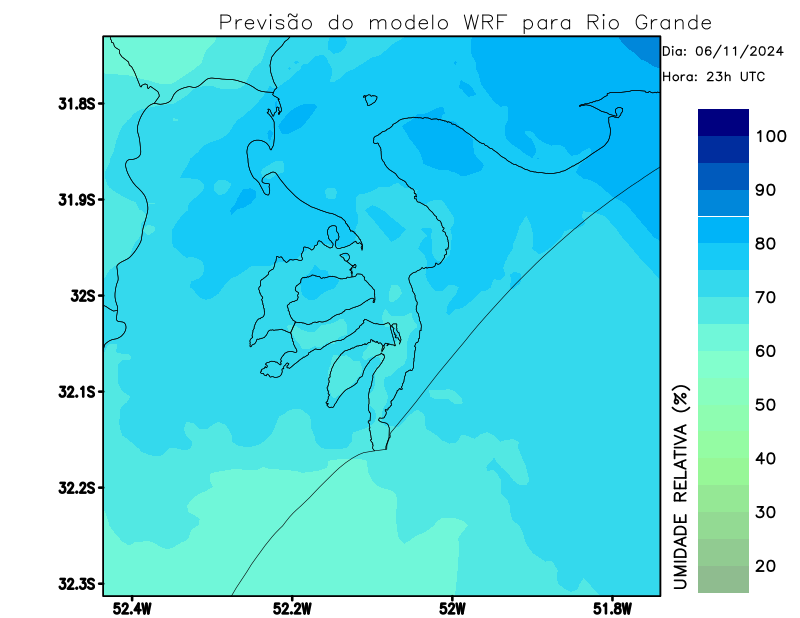 Previsão do modelo WRF para Rio Grande
Dia: 06/11/2024
Hora: 23h UTC
31.8S
31.9S
32S
32.1S
32.2S
32.3S
52.4W
52.2W
52W
51.8W
100
90
80
70
60
50
40
30
20
UMIDADE RELATIVA (%)